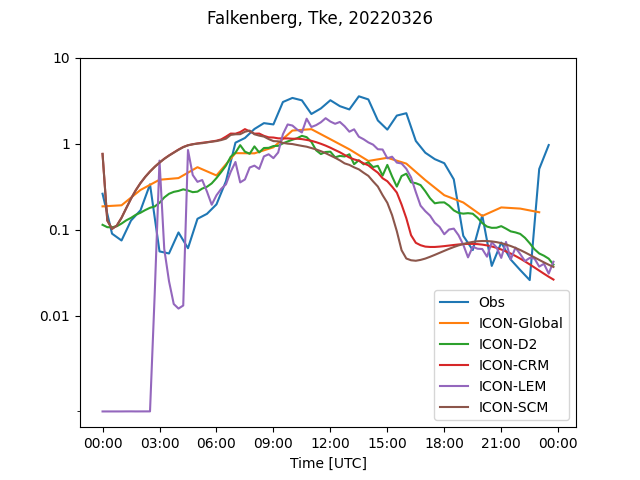 Falkenberg, Tke, 20220326
10
1
0.1
0.01
Obs
ICON-Global
ICON-D2
ICON-CRM
ICON-LEM
ICON-SCM
00:00 03:00 06:00 09:00 12:00 15:00 18:00 21:00 00:00
Time [UTC]